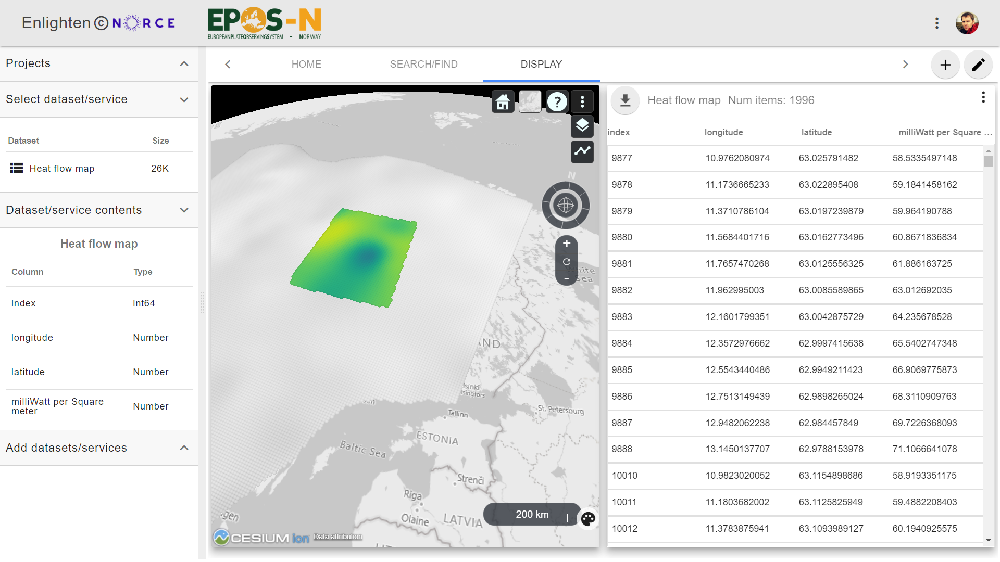 Enlighten © NORCE
EPOS-N
EUROPEANPLATEOBSERVINGSYSTEM - NORWAY
Projects
Select dataset/service
Dataset Size
Heat flow map 26K
Dataset/service contents
Heat flow map
Column Type
index int64
longitude Number
latitude Number
milliWatt per Square
meter Number
Add datasets/services
HOME SEARCH/FIND DISPLAY
?
N
+
-
White
Sea
AND
lsinki
lsingfors
St. Petersburg
Tallinn
ESTONIA
Baltic Sea
Strenči
Riga
Olaine
LATVIA
gen
200 km
CESIUM ion Data attribution
Heat flow map Num items: 1996
index longitude latitude milliWatt per Square ...
9877 10.9762080974 63.025791482 58.5335497148
9878 11.1736665233 63.022895408 59.1841458162
9879 11.3710786104 63.0197239879 59.964190788
9880 11.5684401716 63.0162773496 60.8671836834
9881 11.7657470268 63.0125556325 61.886163725
9882 11.962995003 63.0085589865 63.012692035
9883 12.1601799351 63.0042875729 64.235678528
9884 12.3572976662 62.9997415638 65.5402747348
9885 12.5543440486 62.9949211423 66.9069775873
9886 12.7513149439 62.9898265024 68.3110909763
9887 12.9482062238 62.984457849 69.7226368093
9888 13.1450137707 62.9788153978 71.1066641078
10010 10.9823020052 63.1154898686 58.9193351175
10011 11.1803682002 63.1125825949 59.4882208403
10012 11.3783875941 63.1093989127 60.1940925575